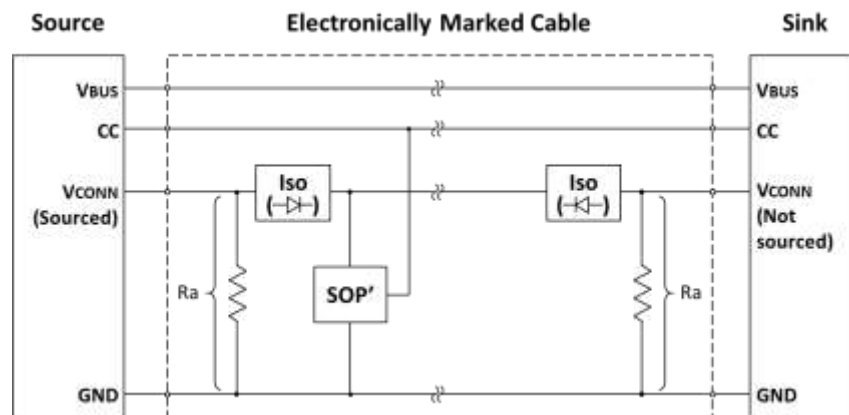 Source
Electronically Marked Cable
Sink
VBUS
VBUS
CC
CC
VCONN
(Sourced)
Iso
Iso
VCONN
(Not
sourced)
Ra
SOP’
Ra
GND
GND